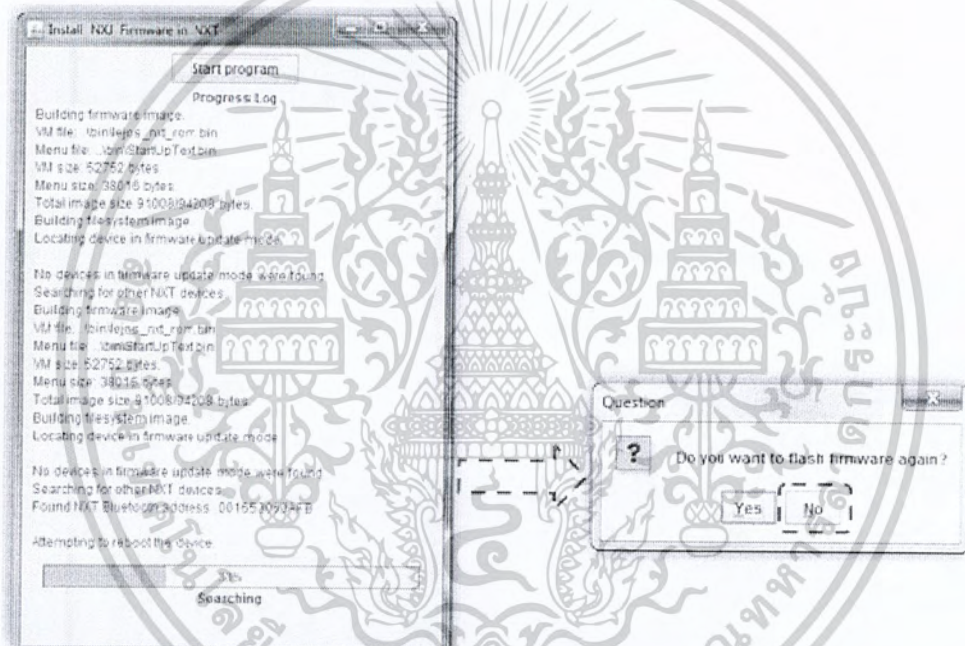 Install NXJ Firmware in NXT
Start program
Progress Log
Building firmware image.
VM file: ..\bin\lejos_nxt_rom.bin
Menu file: ..\bin\StartUpText.bin
VM size: 52752 bytes.
Menu size: 38016 bytes.
Total image size 91008/94208 bytes.
Building filesystem image.
Locating device in firmware update mode.
No devices in firmware update mode were found
Searching for other NXT devices.
Building firmware image.
VM file: ..\bin\lejos_nxt_rom.bin
Menu file: ..\bin\StartUpText.bin
VM size: 52752 bytes.
Menu size: 38016 bytes.
Total image size 91008/94208 bytes.
Building filesystem image.
Locating device in firmware update mode.
No devices in firmware update mode were found
Searching for other NXT devices.
Found NXT Bluetooth address:
Attempting to reboot the device.
Searching
Question
Do you want to flash firmware again?
Yes
No